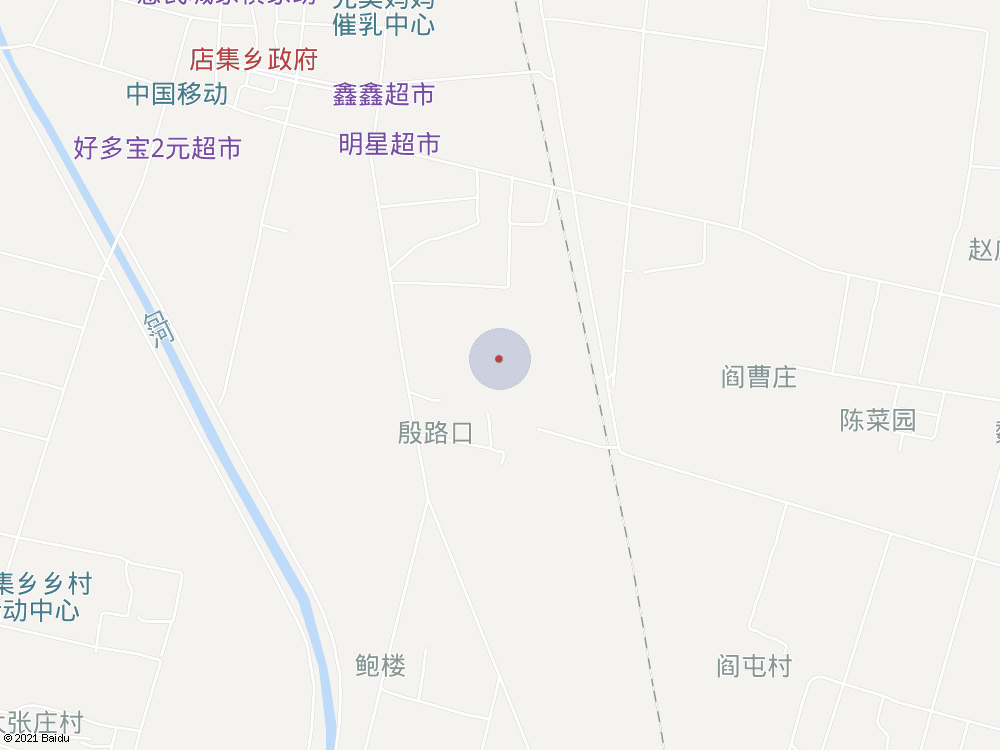 催乳中心
店集乡政府
中国移动
鑫鑫超市
明星超市
好多宝2元超市
赵
阎曹庄
陈菜园
殷路口
集乡乡村
动中心
鲍楼
阎屯村
张庄村
© 2021 Baidu